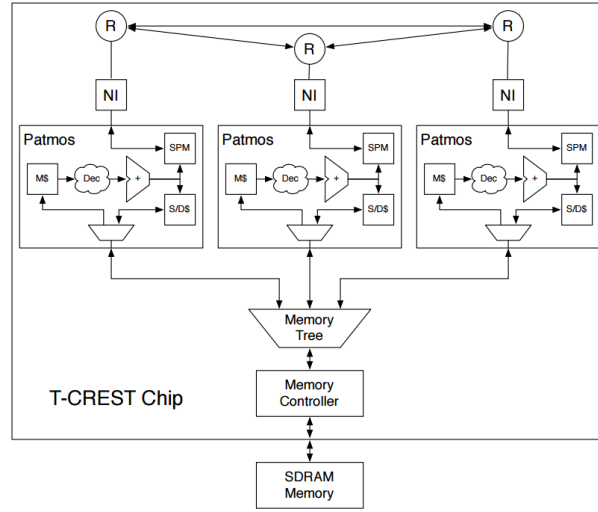 R
R
R
NI
NI
NI
Patmos
SPM
M$
Dec
+
S/D$
Patmos
SPM
M$
Dec
+
S/D$
Patmos
SPM
M$
Dec
+
S/D$
Memory
Tree
T-CREST Chip
Memory
Controller
SDRAM
Memory